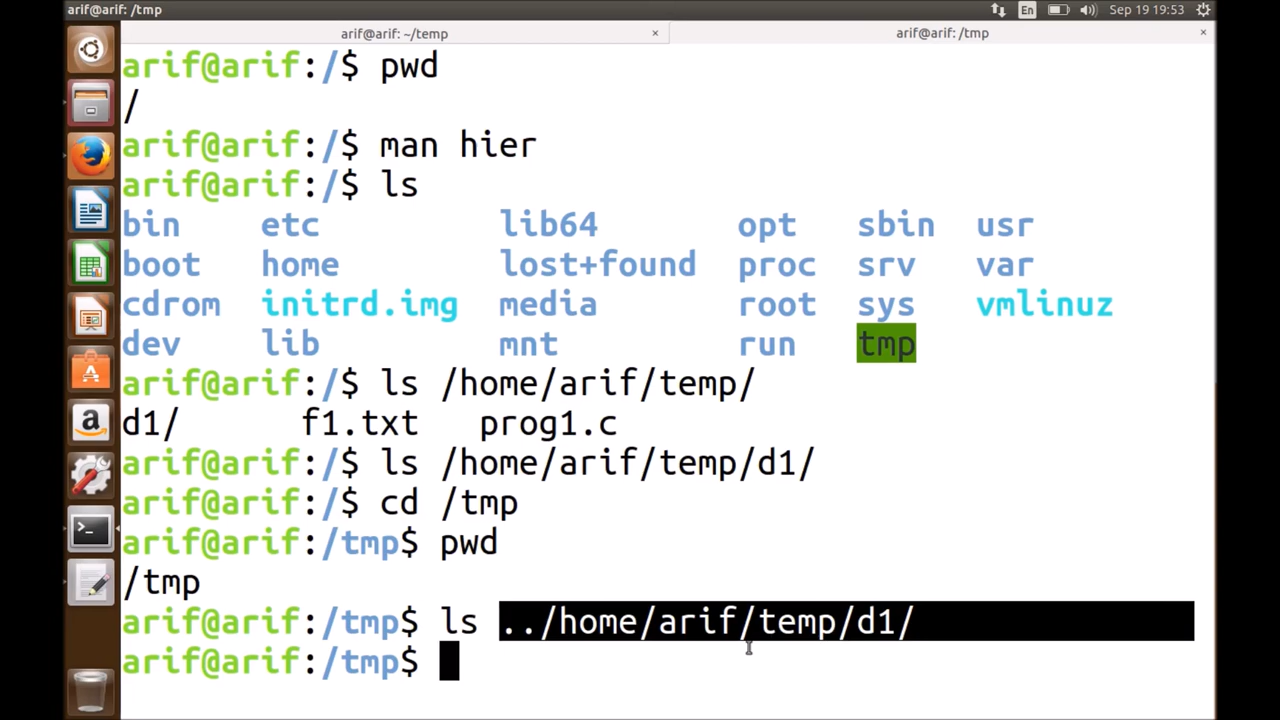 arif@arif: /tmp
En
Sep 19 19:53
arif@arif: ~/temp × arif@arif: /tmp ×
arif@arif:/$ pwd
/
arif@arif:/$ man hier
arif@arif:/$ ls
bin etc lib64 opt sbin usr
boot home lost+found proc srv var
cdrom initrd.img media root sys vmlinuz
dev lib mnt run tmp
arif@arif:/$ ls /home/arif/temp/
d1/ f1.txt prog1.c
arif@arif:/$ ls /home/arif/temp/d1/
arif@arif:/$ cd /tmp
arif@arif:/tmp$ pwd
/tmp
arif@arif:/tmp$ ls ../home/arif/temp/d1/
arif@arif:/tmp$